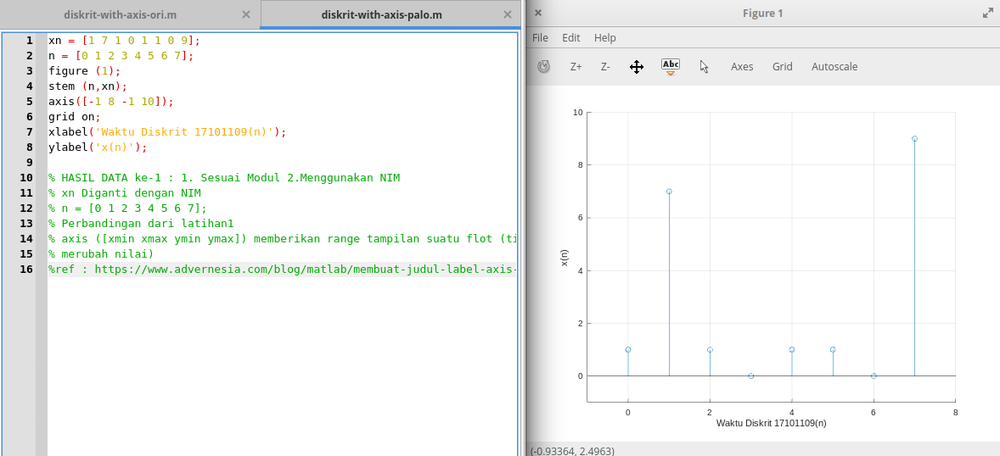 diskrit-with-axis-ori.m
diskrit-with-axis-palo.m
1 xn = [1 7 1 0 1 1 0 9];
2 n = [0 1 2 3 4 5 6 7];
3 figure (1);
4 stem (n,xn);
5 axis([-1 8 -1 10]);
6 grid on;
7 xlabel('Waktu Diskrit 17101109(n)');
8 ylabel('x(n)');
9
10 % HASIL DATA ke-1 : 1. Sesuai Modul 2.Menggunakan NIM
11 % xn Diganti dengan NIM
12 % n = [0 1 2 3 4 5 6 7];
13 % Perbandingan dari latihan1
14 % axis ([xmin xmax ymin ymax]) memberikan range tampilan suatu flot (ti
15 % merubah nilai)
16 %ref : https://www.advernesia.com/blog/matlab/membuat-judul-label-axis-
Figure 1
File Edit Help
Z+ Z- Abc Axes Grid Autoscale
10
8
6
4
2
0
x(n)
0 2 4 6 8
Waktu Diskrit 17101109(n)
(-0.93364, 2.4963)